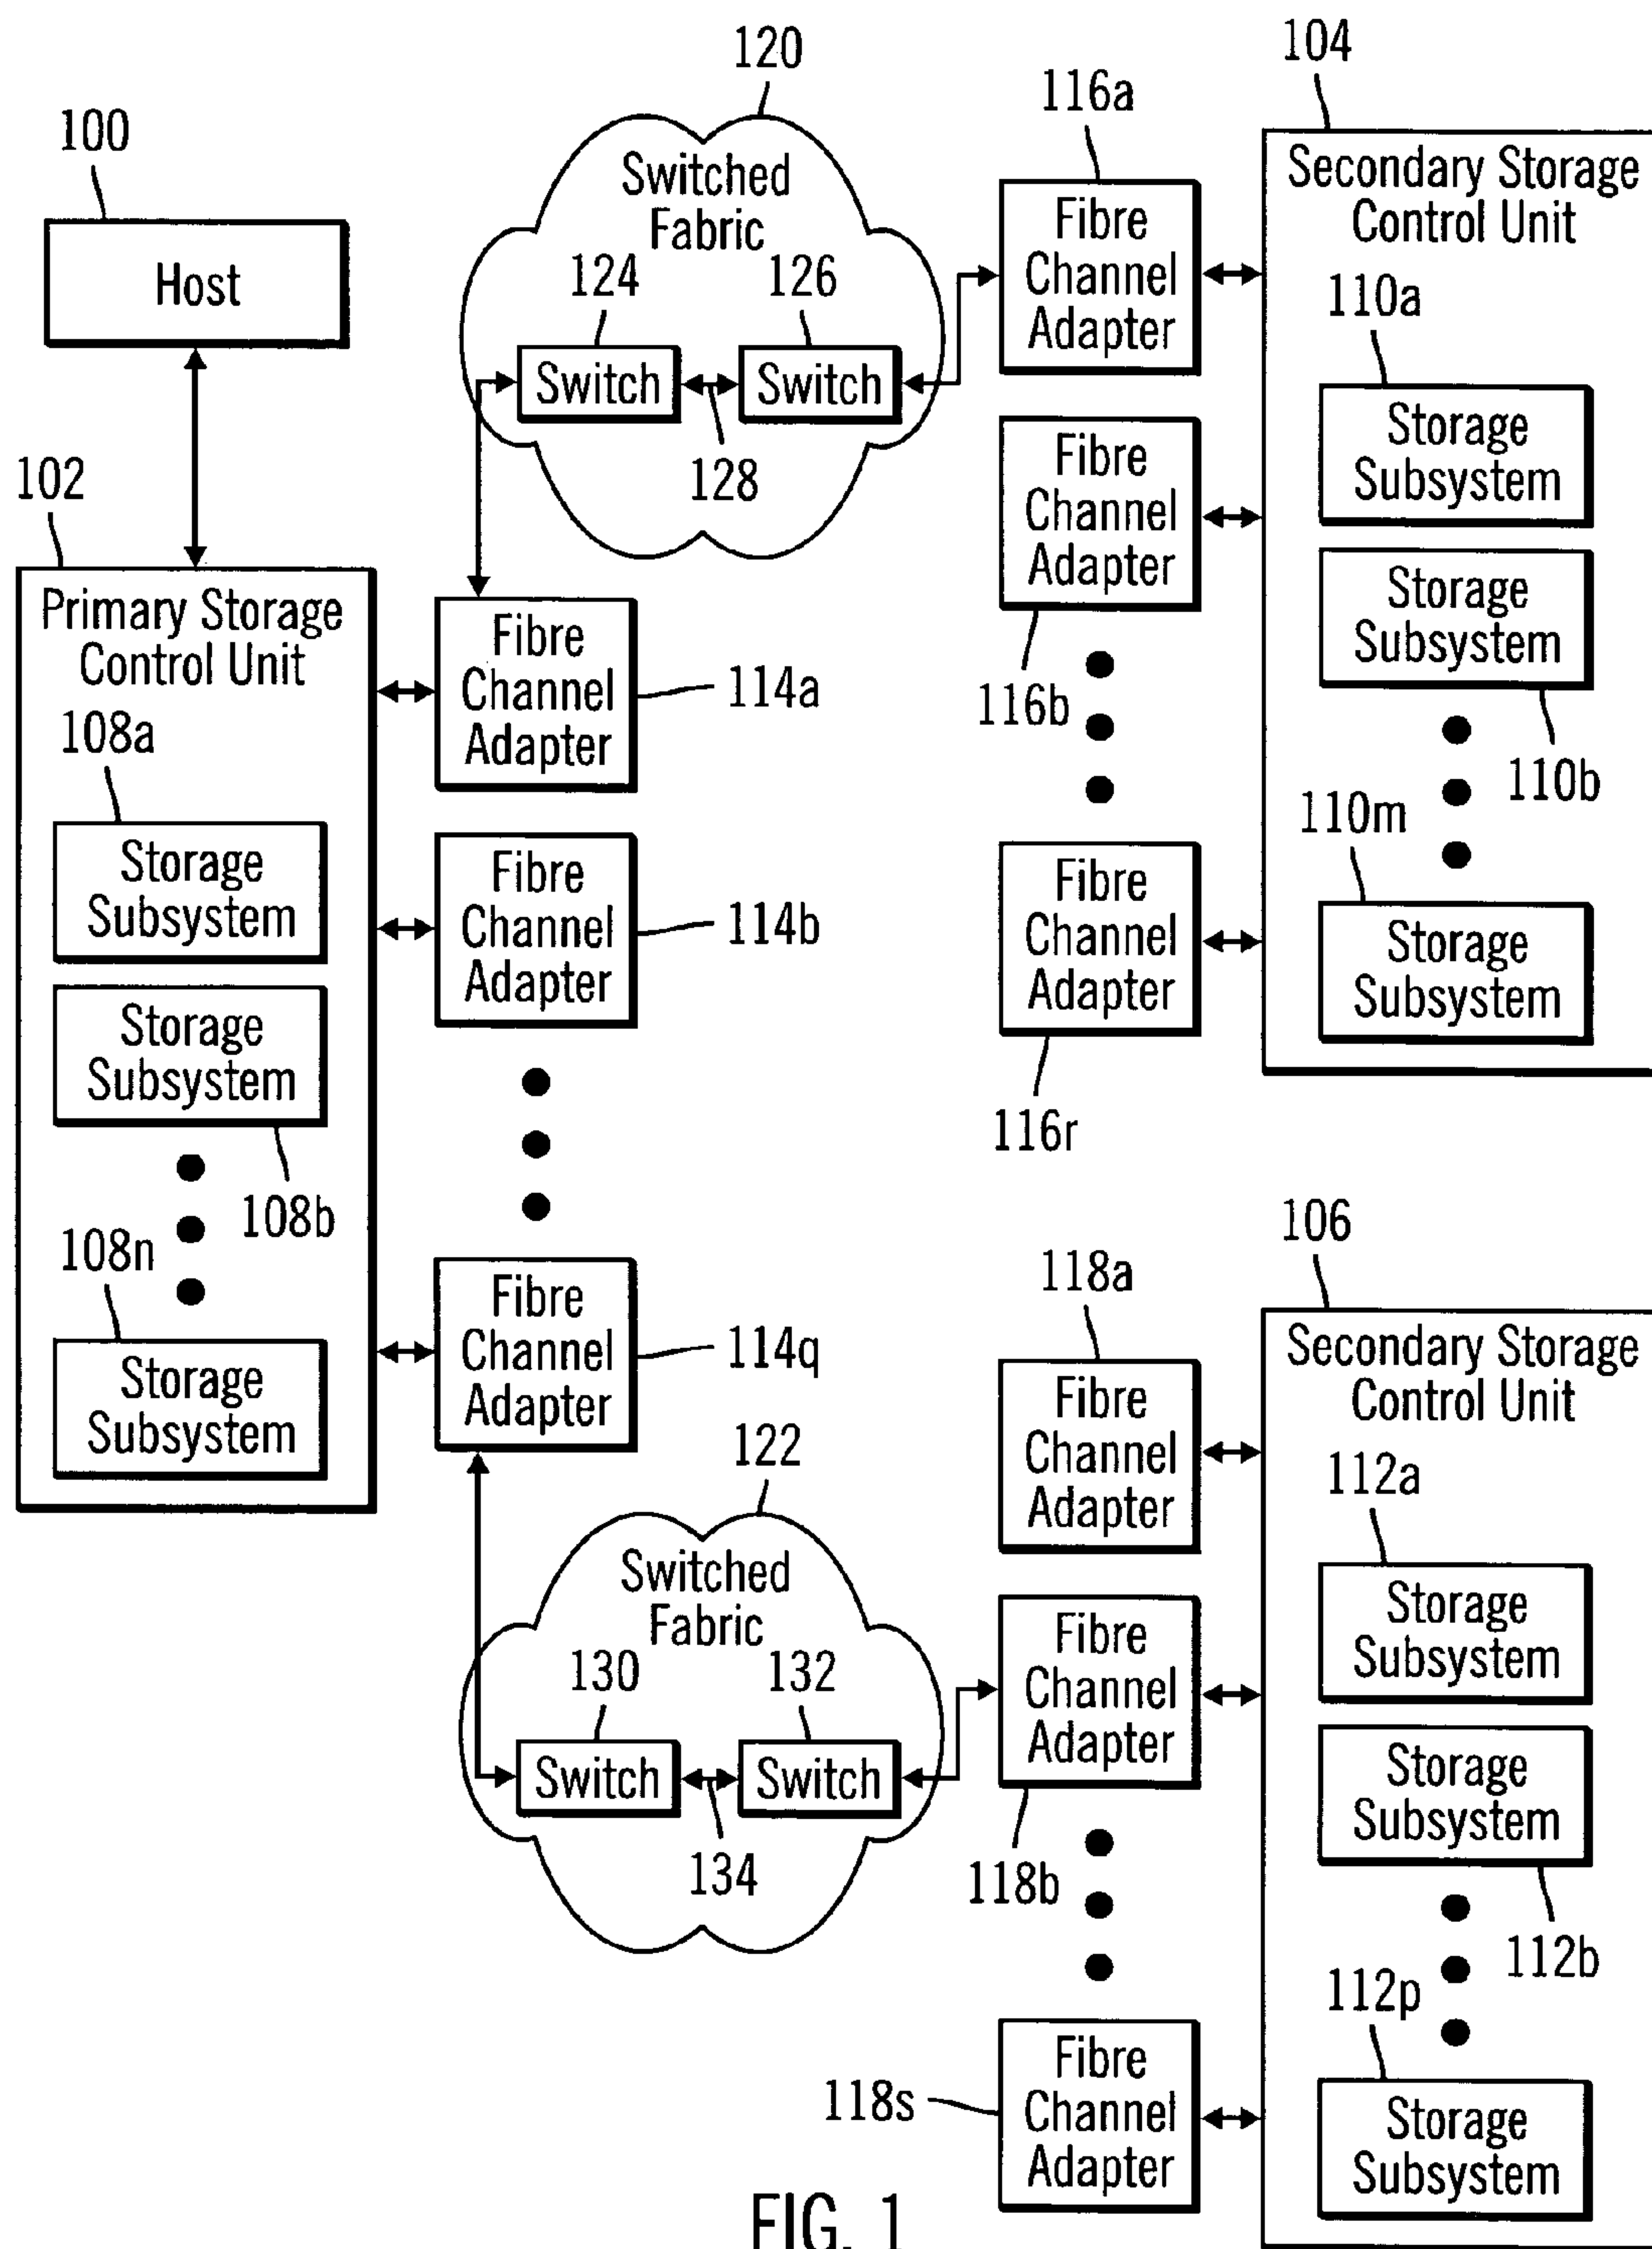 120
104
116a
100
Switched
Fabric
Fibre
Channel
Adapter
Secondary Storage
Control Unit
Host
124
126
110a
Switch
Switch
128
Storage
Subsystem
Fibre
Channel
Adapter
102
Storage
Subsystem
Primary Storage
Control Unit
Fibre
Channel
Adapter
114a
116b
108a
110b
110m
Storage
Subsystem
Fibre
Channel
Adapter
114b
Fibre
Channel
Adapter
Storage
Subsystem
Storage
Subsystem
116r
108b
108n
106
118a
Fibre
Channel
Adapter
114q
Secondary Storage
Control Unit
Storage
Subsystem
Fibre
Channel
Adapter
122
112a
Switched
Fabric
Storage
Subsystem
130
132
Fibre
Channel
Adapter
Switch
Switch
Storage
Subsystem
134
118b
112b
112p
118s
Fibre
Channel
Adapter
Storage
Subsystem
FIG. 1